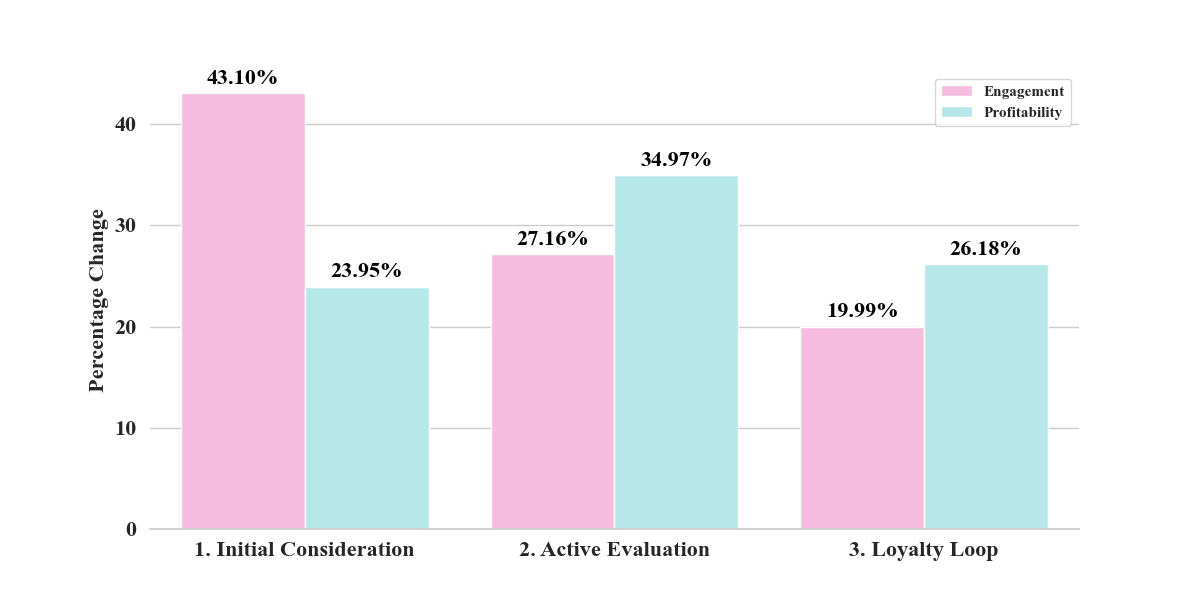 43.10%
Engagement
Profitability
40
34.97%
Percentage Change
30
27.16%
26.18%
23.95%
20
19.99%
10
0
1. Initial Consideration
2. Active Evaluation
3. Loyalty Loop